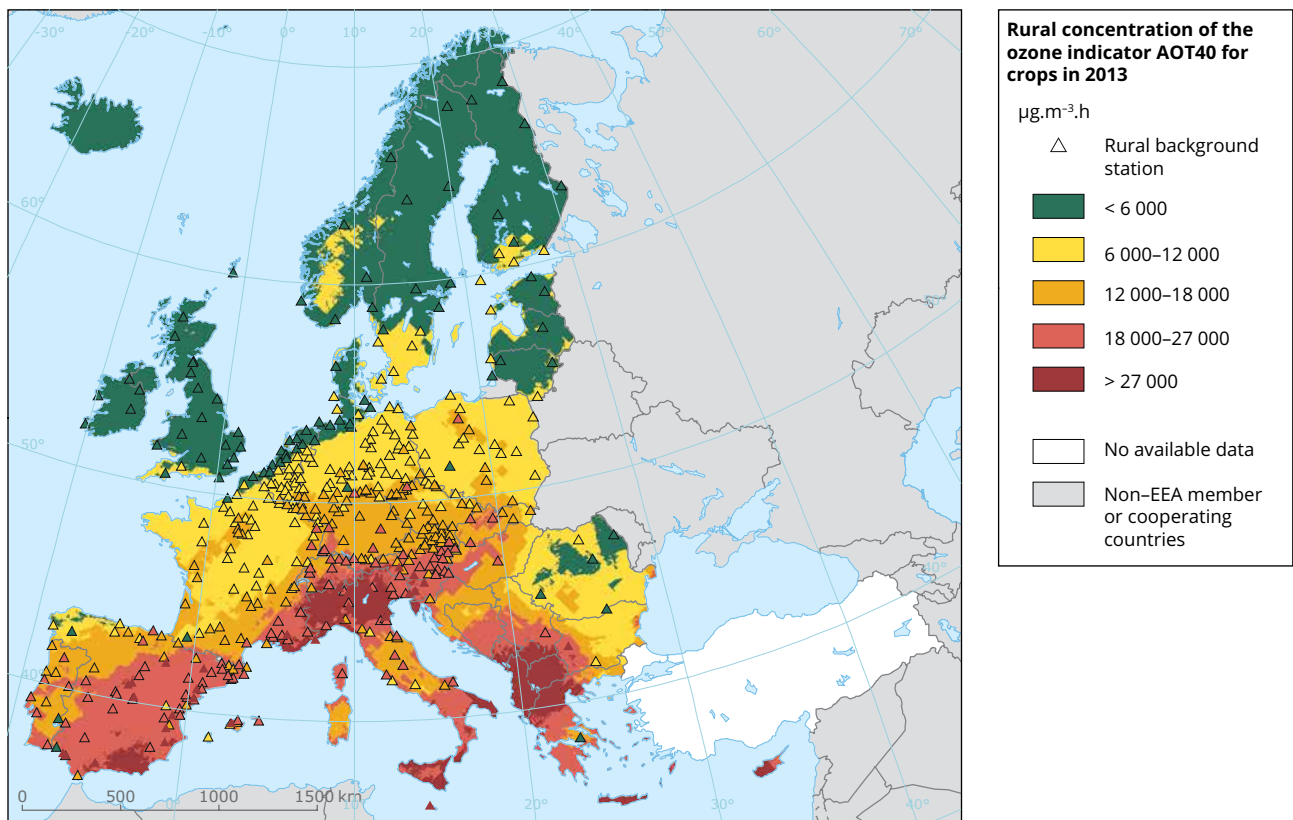 -30°
-20°
-10°
0°
10°
20°
30°
40°
50°
60°
70°
60°
50°
40°
40°
0
500
1000
1500 km
0°
10°
20°
30°
40°
Rural concentration of the
ozone indicator AOT40 for
crops in 2013
µg.m⁻³.h
Rural background
station
< 6 000
6 000–12 000
12 000–18 000
18 000–27 000
> 27 000
No available data
Non–EEA member
or cooperating
countries